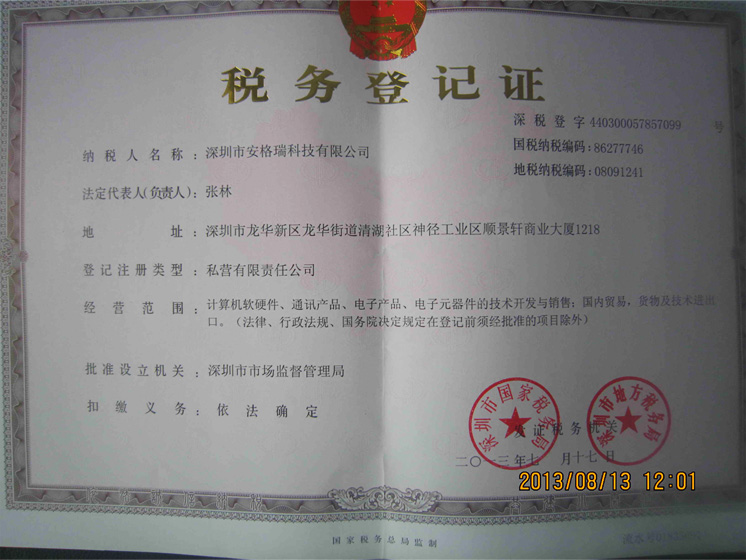 税务登记证
深税登字440300057857099 号
国税纳税编码:86277746
地税纳税编码:08091241
纳税人名称:深圳市安格瑞科技有限公司
法定代表人(负责人):张林
地址:深圳市龙华新区龙华街道清湖社区神径工业区顺景轩商业大厦1218
登记注册类型:私营有限责任公司
经营范围:计算机软硬件、通讯产品、电子产品、电子元器件的技术开发与销售;国内贸易,货物及技术进出
口。(法律、行政法规、国务院决定规定在登记前须经批准的项目除外)
批准设立机关:深圳市市场监督管理局
扣缴义务:依法确定
深圳市国家税务局
深圳市地方税务局
发证税务机关
二〇一三年七月十七日
2013/08/13 12:01
国家税务总局监制